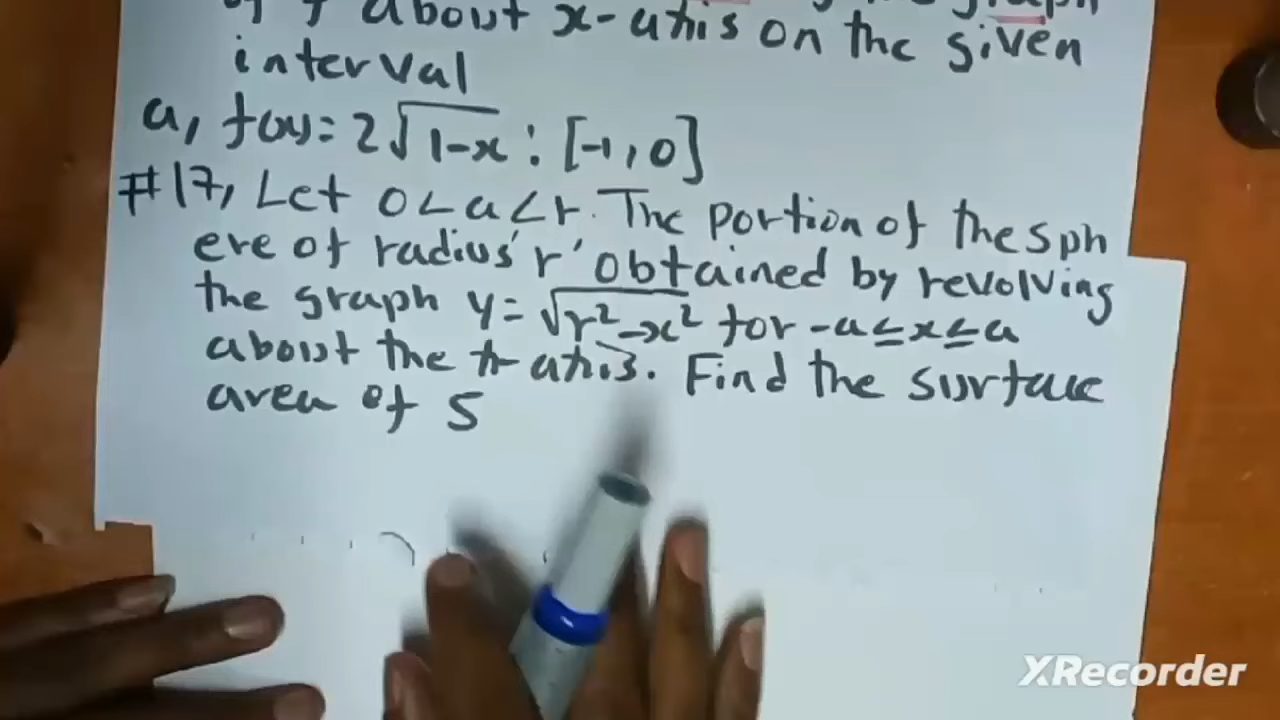 of f about x-axis on the given
interval
a, f(x)= 2√1-x : [-1, 0]
#17, Let 0<a<r. The portion of the sph
ere of radius 'r' obtained by revolving
the graph y= √r²-x² for -a≤x≤a
about the x-axis. Find the surface
area of S
XRecorder